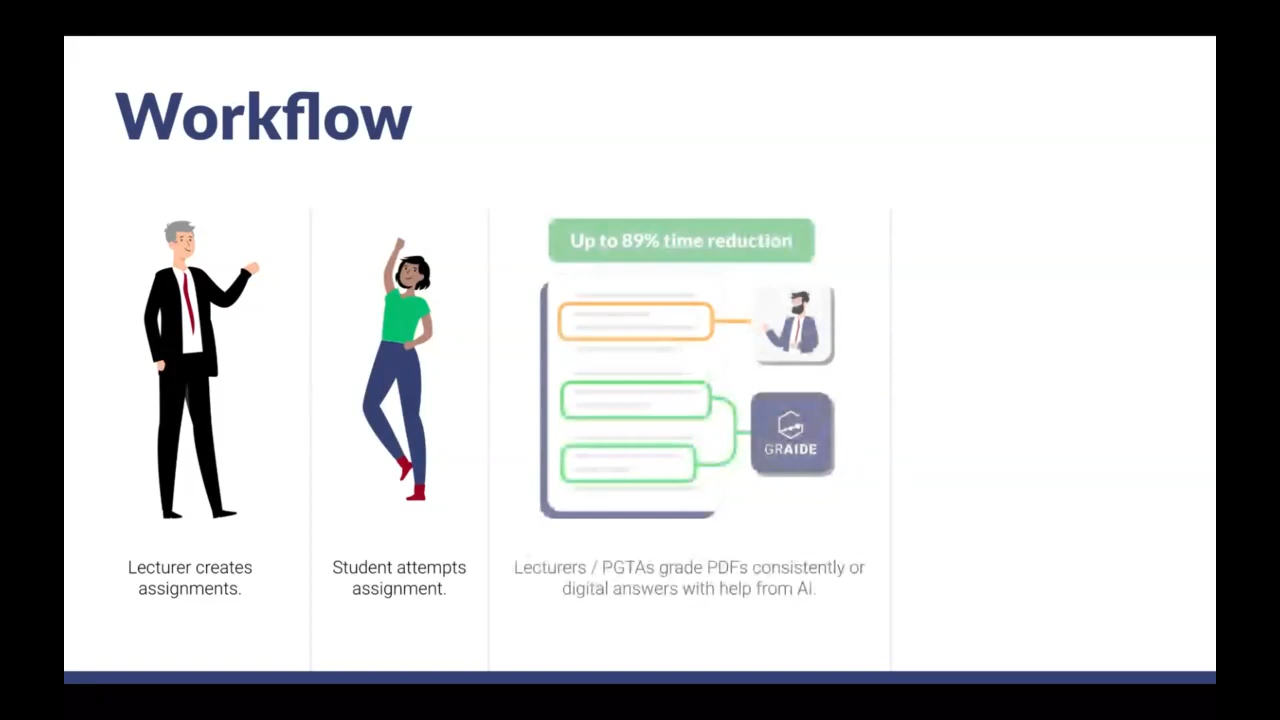 Workflow
Up to 89% time reduction
GRAIDE
Lecturer creates
assignments.
Student attempts
assignment.
Lecturers / PGTAs grade PDFs consistently or
digital answers with help from AI.